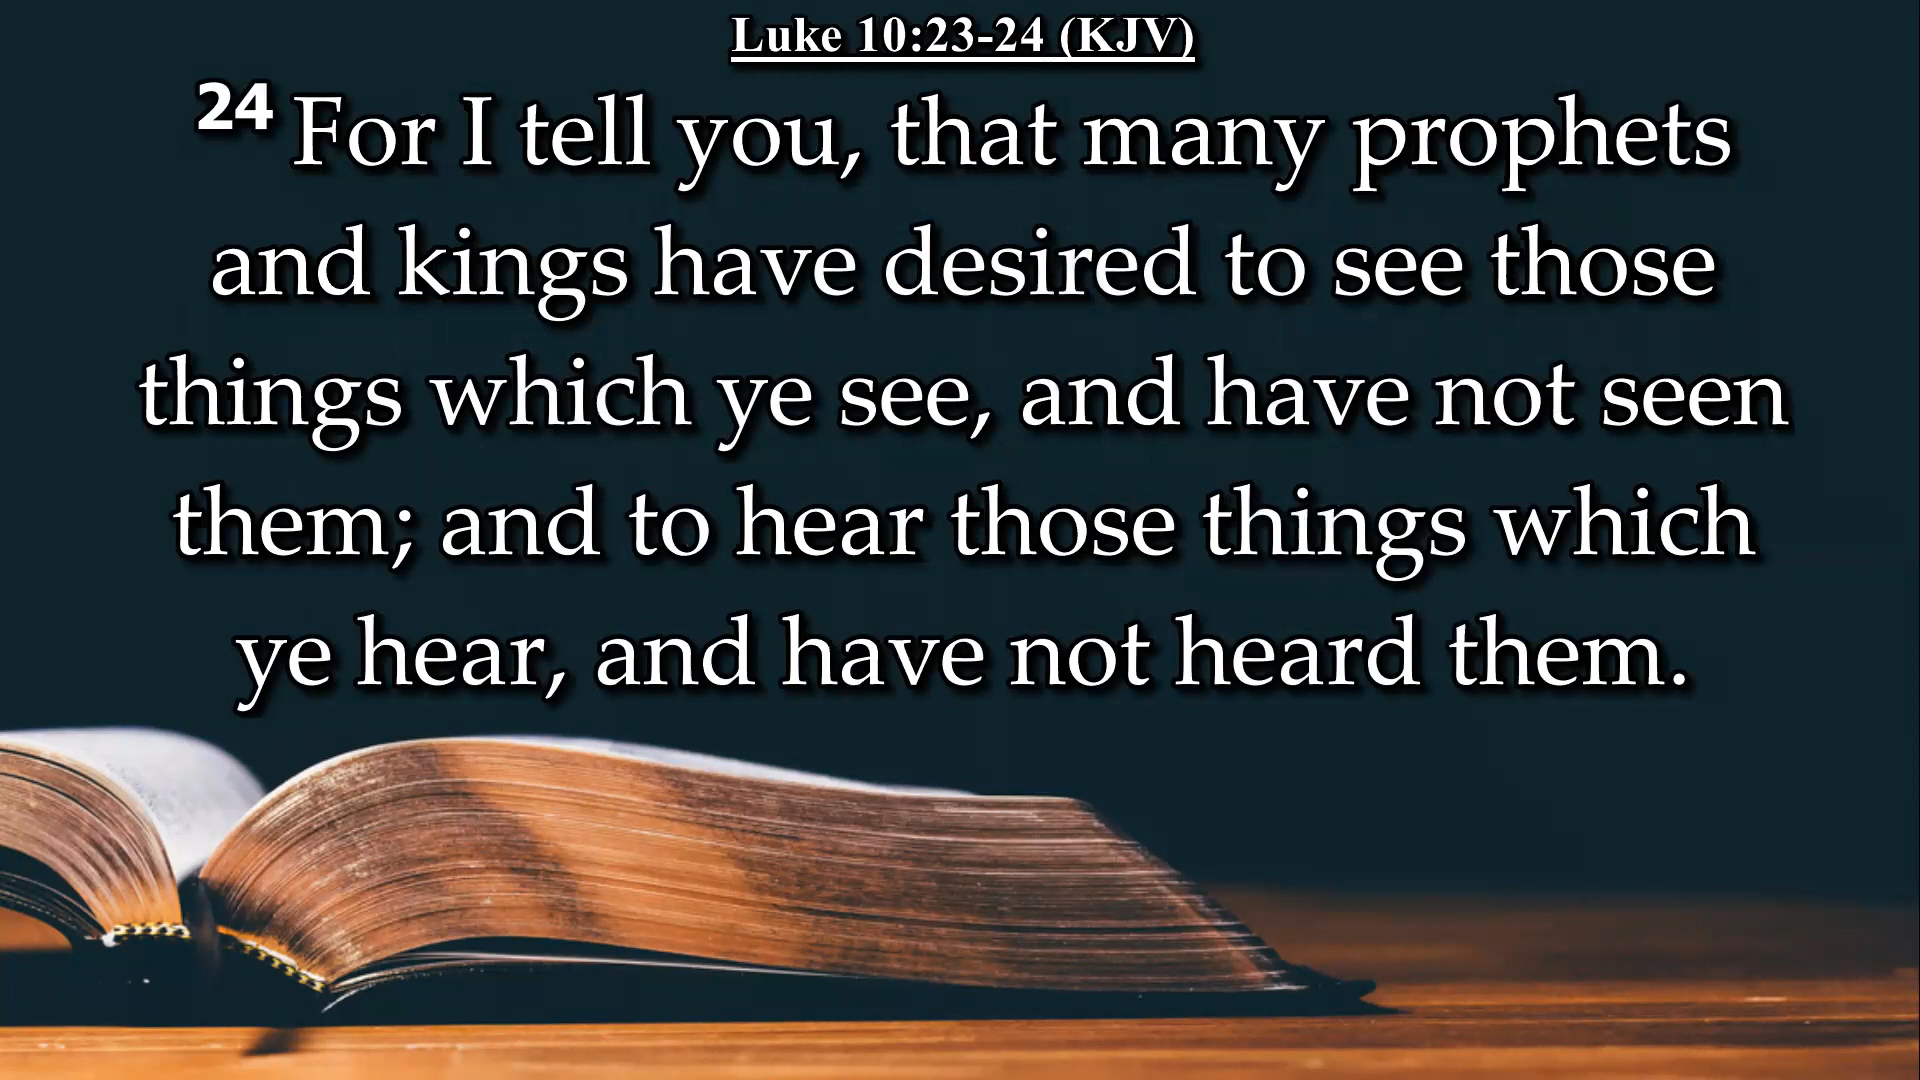 Luke 10:23-24 (KJV)
24 For I tell you, that many prophets
and kings have desired to see those
things which ye see, and have not seen
them; and to hear those things which
ye hear, and have not heard them.